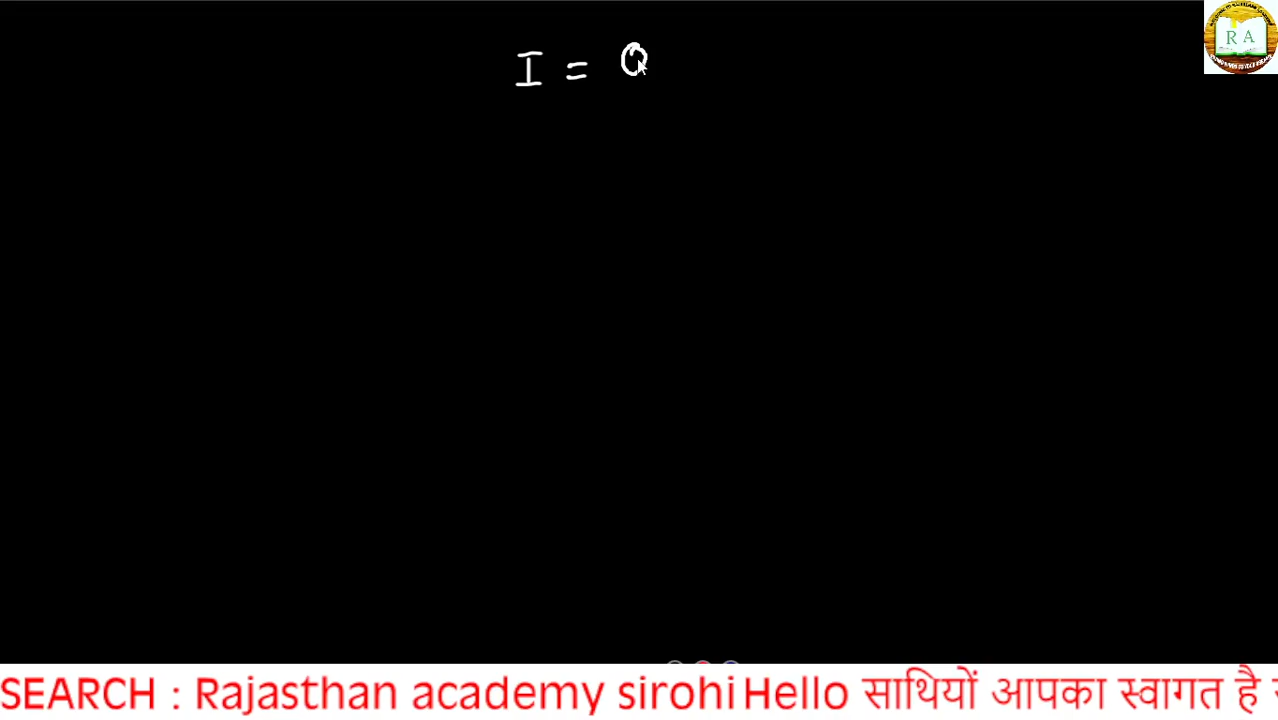 I = Q
R A
SEARCH : Rajasthan academy sirohi Hello साथियों आपका स्वागत है